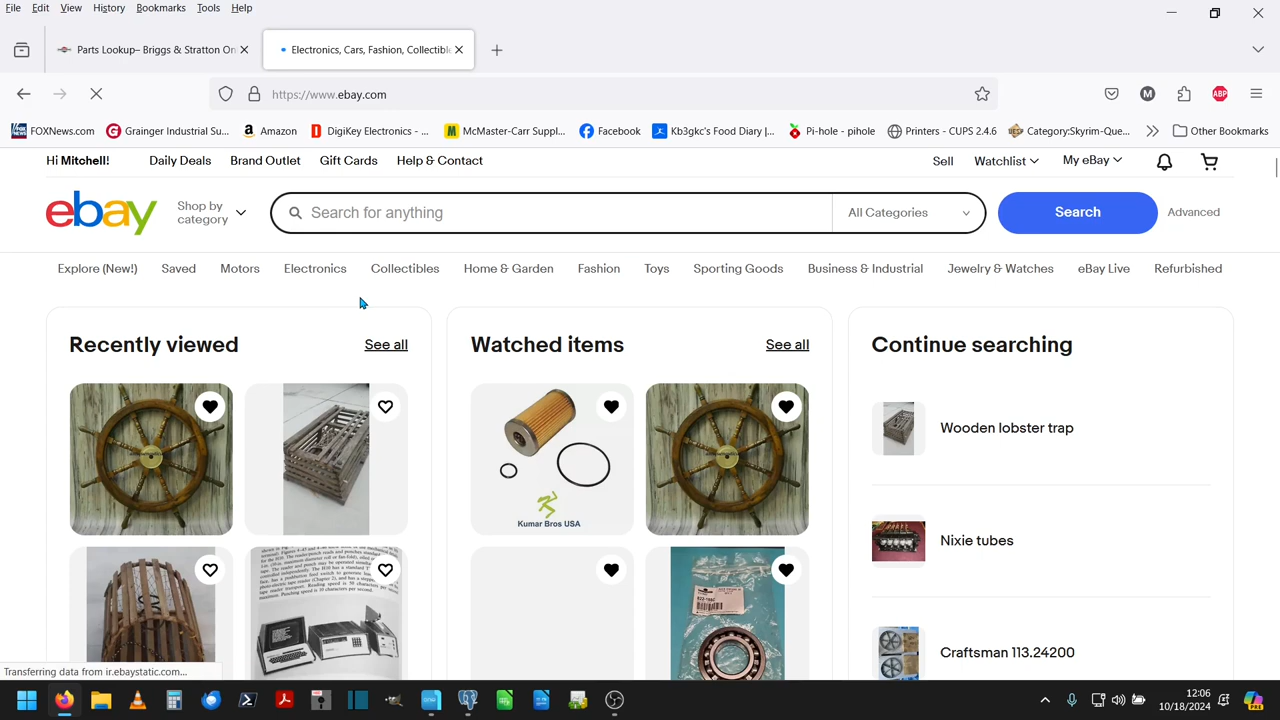 File Edit View History Bookmarks Tools Help
Parts Lookup– Briggs & Stratton On
Electronics, Cars, Fashion, Collectible
https://www.ebay.com
M
ABP
FOXNews.com Grainger Industrial Su... Amazon DigiKey Electronics - ... McMaster-Carr Suppl... Facebook Kb3gkc's Food Diary |... Pi-hole - pihole Printers - CUPS 2.4.6 Category:Skyrim-Que... Other Bookmarks
Hi Mitchell! Daily Deals Brand Outlet Gift Cards Help & Contact Sell Watchlist My eBay
ebay
Shop by
category
Search for anything
All Categories
Search
Advanced
Explore (New!) Saved Motors Electronics Collectibles Home & Garden Fashion Toys Sporting Goods Business & Industrial Jewelry & Watches eBay Live Refurbished
Recently viewed
See all
Watched items
See all
Continue searching
Wooden lobster trap
Kumar Bros USA
Nixie tubes
Craftsman 113.24200
Transferring data from ir.ebaystatic.com...
12:06
10/18/2024